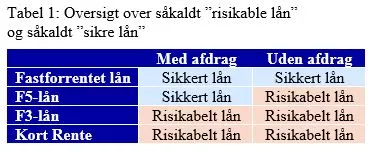 Tabel 1: Oversigt over såkaldt ”risikable lån”
og såkaldt ”sikre lån”
Med afdrag Uden afdrag
Fastforrentet lån Sikkert lån Sikkert lån
F5-lån Sikkert lån Risikabelt lån
F3-lån Risikabelt lån Risikabelt lån
Kort Rente Risikabelt lån Risikabelt lån